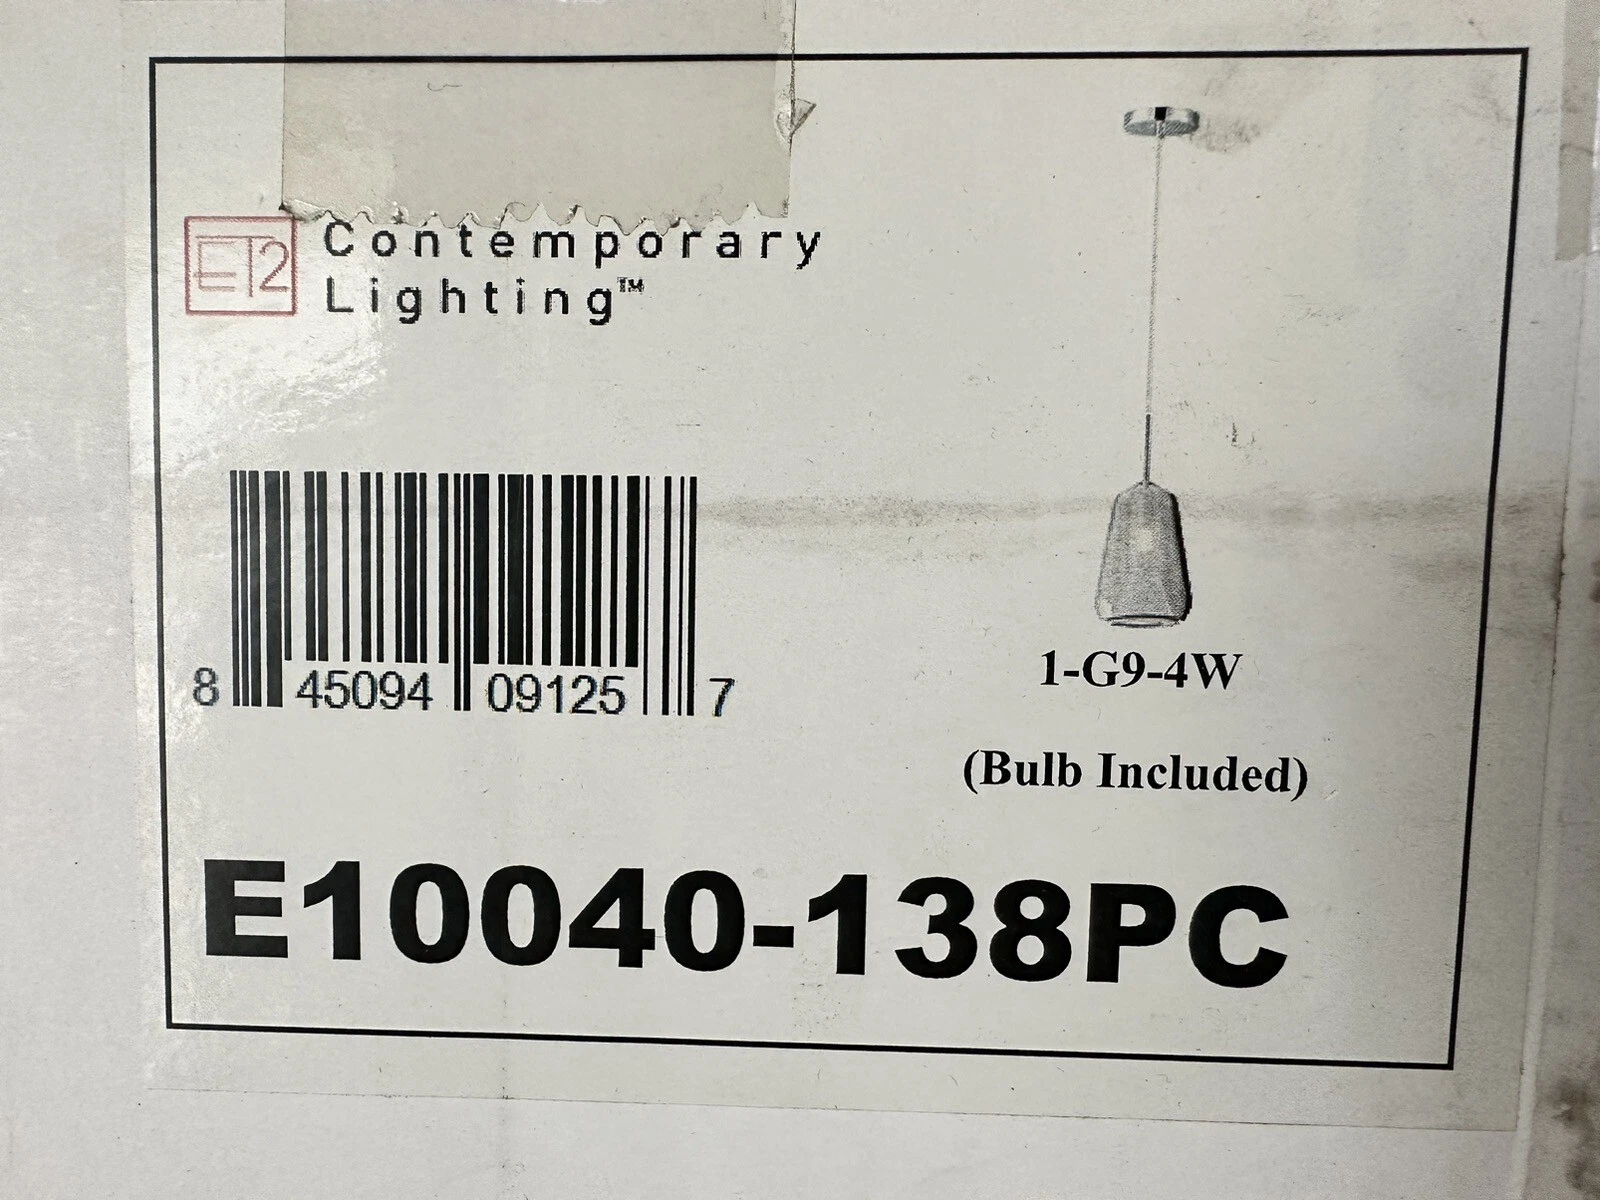 ET2 Contemporary
Lighting™
8 45094 09125 7
1-G9-4W
(Bulb Included)
E10040-138PC